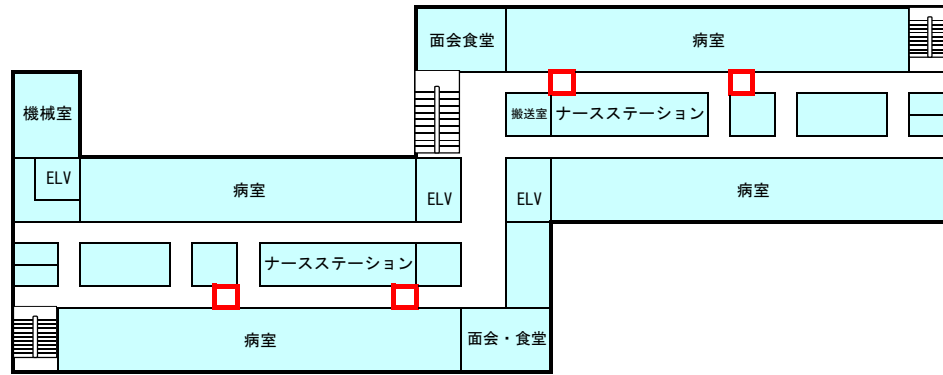 面会食堂
病室
機械室
搬送室
ナースステーション
ELV
病室
ELV
ELV
病室
ナースステーション
病室
面会・食堂